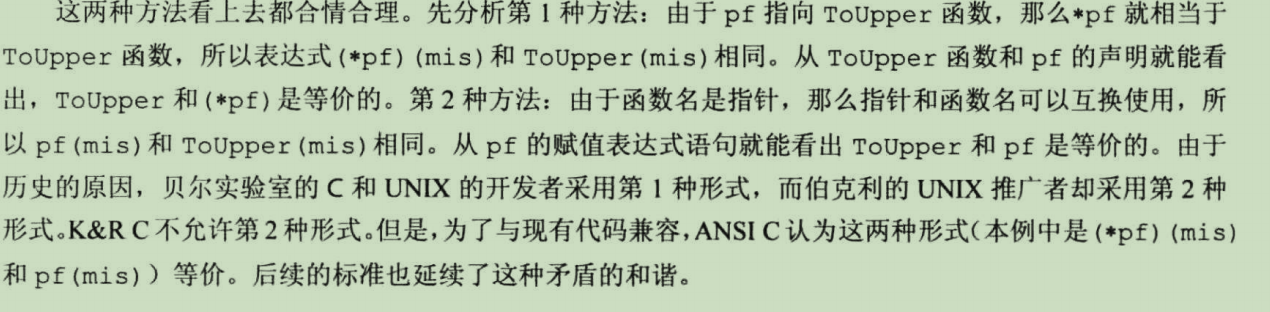 这两种方法看上去都合情合理。先分析第 1 种方法：由于 pf 指向 ToUpper 函数，那么*pf 就相当于
ToUpper 函数，所以表达式(*pf)(mis)和 ToUpper(mis)相同。从 ToUpper 函数和 pf 的声明就能看
出，ToUpper 和(*pf)是等价的。第 2 种方法：由于函数名是指针，那么指针和函数名可以互换使用，所
以 pf(mis)和 ToUpper(mis)相同。从 pf 的赋值表达式语句就能看出 ToUpper 和 pf 是等价的。由于
历史的原因，贝尔实验室的 C 和 UNIX 的开发者采用第 1 种形式，而伯克利的 UNIX 推广者却采用第 2 种
形式。K&R C 不允许第 2 种形式。但是，为了与现有代码兼容，ANSI C 认为这两种形式（本例中是(*pf)(mis)
和 pf(mis)）等价。后续的标准也延续了这种矛盾的和谐。